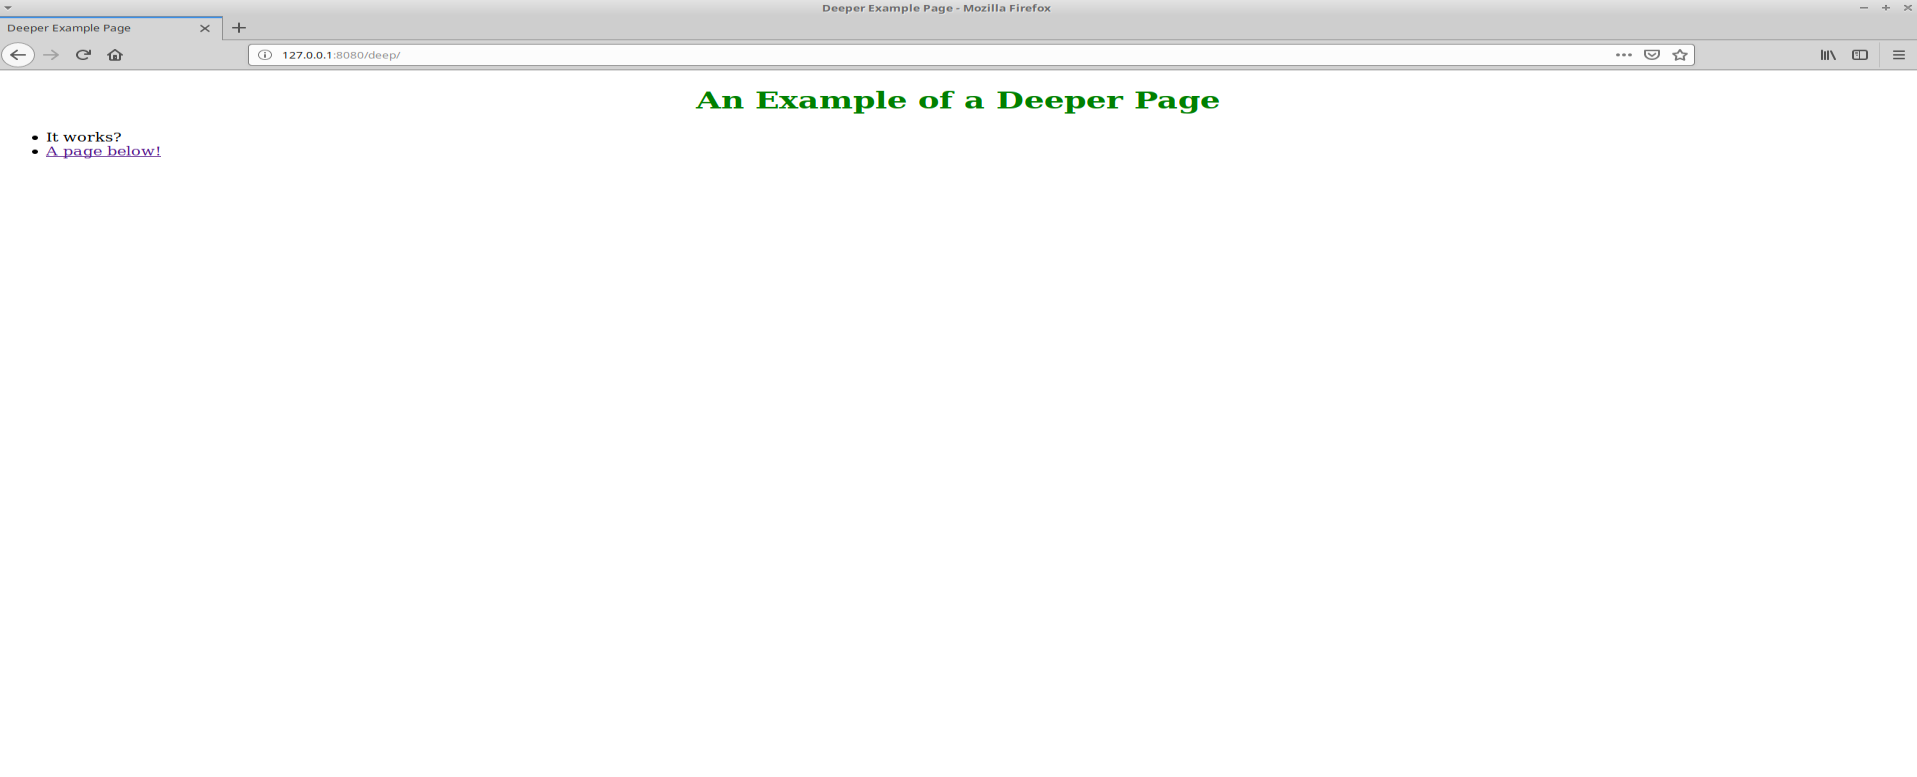 Deeper Example Page - Mozilla Firefox
Deeper Example Page
127.0.0.1:8080/deep/
An Example of a Deeper Page
It works?
A page below!